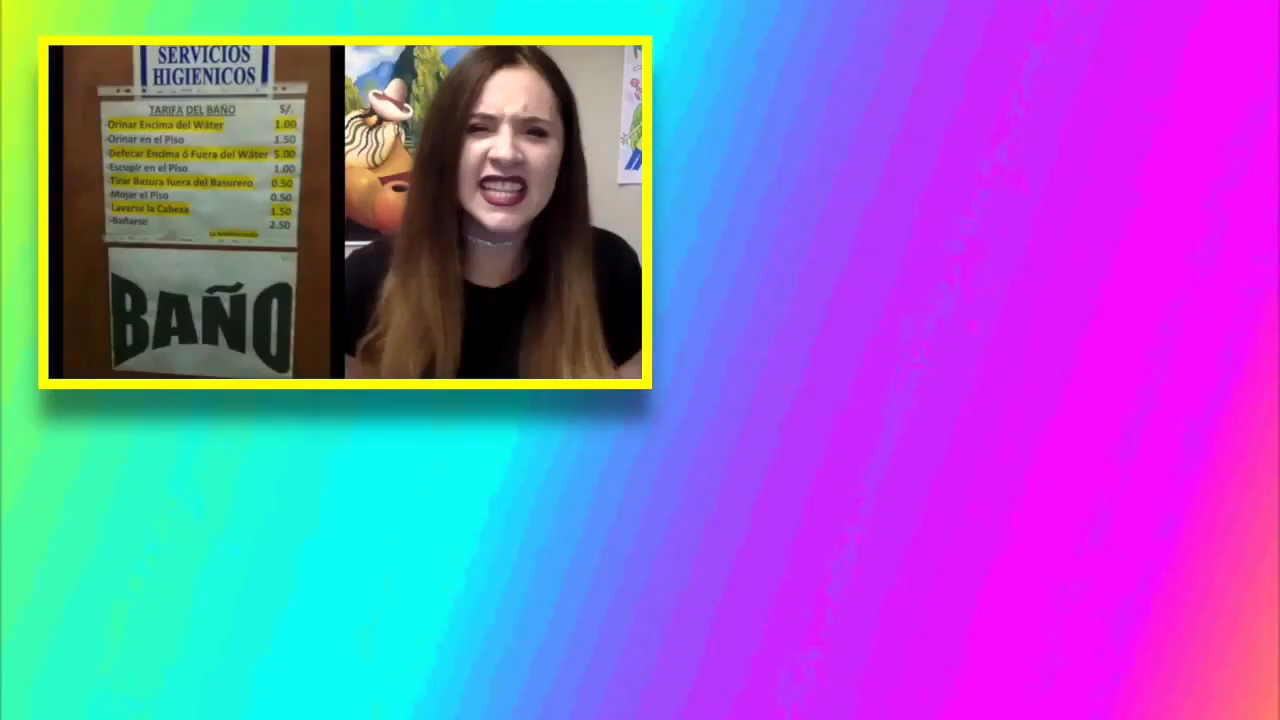 SERVICIOS
HIGIENICOS
TARIFA DEL BAÑO S/.
-Orinar Encima del Wáter 1.00
-Orinar en el Piso 1.50
-Defecar Encima ó Fuera del Wáter 5.00
-Escupir en el Piso 1.00
-Tirar Basura fuera del Basurero 0.50
-Mojar el Piso 0.50
-Lavarse la Cabeza 1.50
-Bañarse 2.50
BAÑO